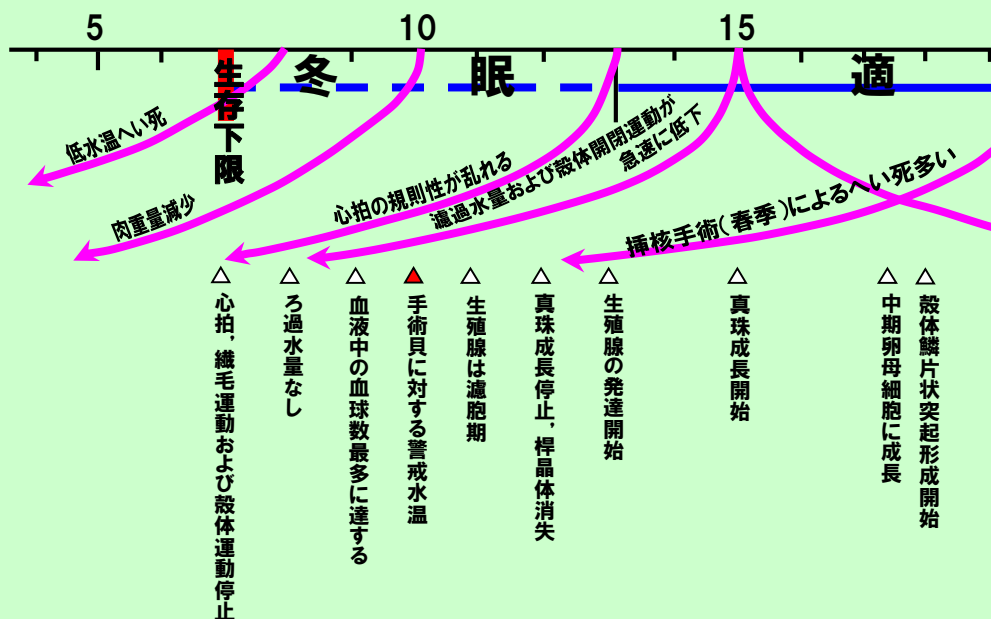 5
10
15
生存下限
冬
眠
適
低水温へい死
肉重量減少
心拍の規則性が乱れる
濾過水量および殻体開閉運動が
急速に低下
挿核手術(春季)によるへい死多い
心拍，繊毛運動および殻体運動停止
ろ過水量なし
血液中の血球数最多に達する
手術貝に対する警戒水温
生殖腺は濾胞期
真珠成長停止，桿晶体消失
生殖腺の発達開始
真珠成長開始
中期卵母細胞に成長
殻体鱗片状突起形成開始